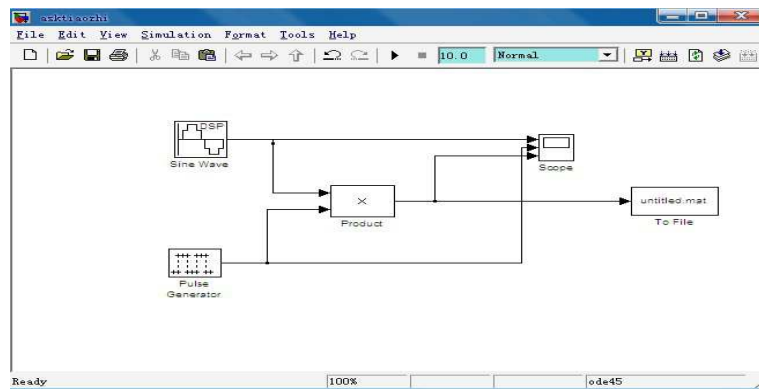 asktiaozhi
File Edit View Simulation Format Tools Help
10.0 Normal
DSP
Sine Wave
Scope
Product
untitled.mat
To File
Pulse
Generator
Ready 100% ode45